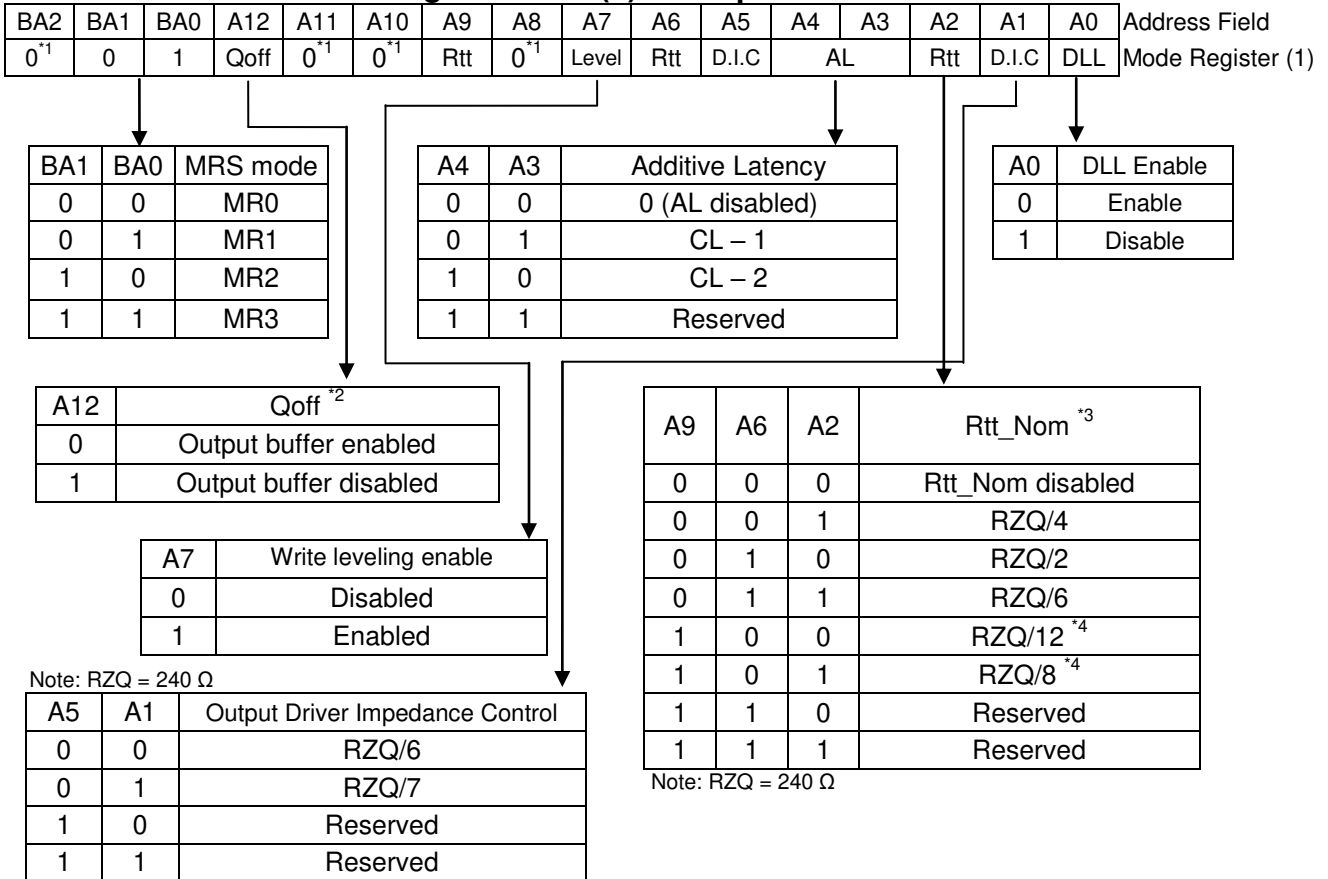 BA2 BA1 BA0 A12 A11 A10 A9 A8 A7 A6 A5 A4 A3 A2 A1 A0 Address Field
0*1 0 1 Qoff 0*1 0*1 Rtt 0*1 Level Rtt D.I.C AL Rtt D.I.C DLL Mode Register (1)
BA1 BA0 MRS mode
0 0 MR0
0 1 MR1
1 0 MR2
1 1 MR3
A4 A3 Additive Latency
0 0 0 (AL disabled)
0 1 CL – 1
1 0 CL – 2
1 1 Reserved
A0 DLL Enable
0 Enable
1 Disable
A12 Qoff *2
0 Output buffer enabled
1 Output buffer disabled
A9 A6 A2 Rtt_Nom *3
0 0 0 Rtt_Nom disabled
0 0 1 RZQ/4
0 1 0 RZQ/2
0 1 1 RZQ/6
1 0 0 RZQ/12 *4
1 0 1 RZQ/8 *4
1 1 0 Reserved
1 1 1 Reserved
Note: RZQ = 240 Ω
A7 Write leveling enable
0 Disabled
1 Enabled
Note: RZQ = 240 Ω
A5 A1 Output Driver Impedance Control
0 0 RZQ/6
0 1 RZQ/7
1 0 Reserved
1 1 Reserved